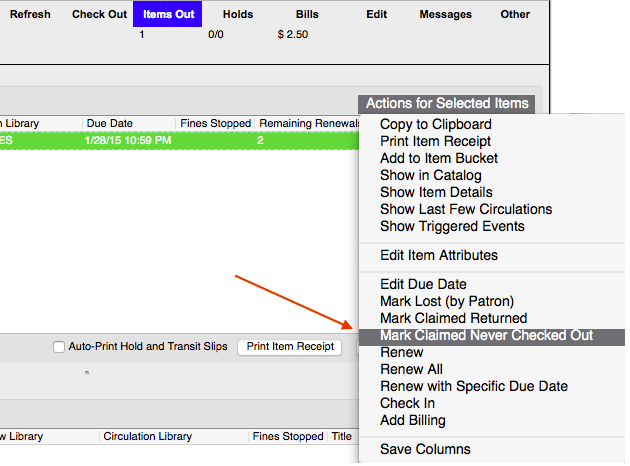 Refresh Check Out Items Out Holds Bills Edit Messages Other
1 0/0 $ 2.50
Actions for Selected Items
Library Due Date Fines Stopped Remaining Renewals
ES 1/28/15 10:59 PM 2
Copy to Clipboard
Print Item Receipt
Add to Item Bucket
Show in Catalog
Show Item Details
Show Last Few Circulations
Show Triggered Events
Edit Item Attributes
Edit Due Date
Mark Lost (by Patron)
Mark Claimed Returned
Mark Claimed Never Checked Out
Renew
Renew All
Renew with Specific Due Date
Check In
Add Billing
Save Columns
Auto-Print Hold and Transit Slips Print Item Receipt
w Library Circulation Library Fines Stopped Title